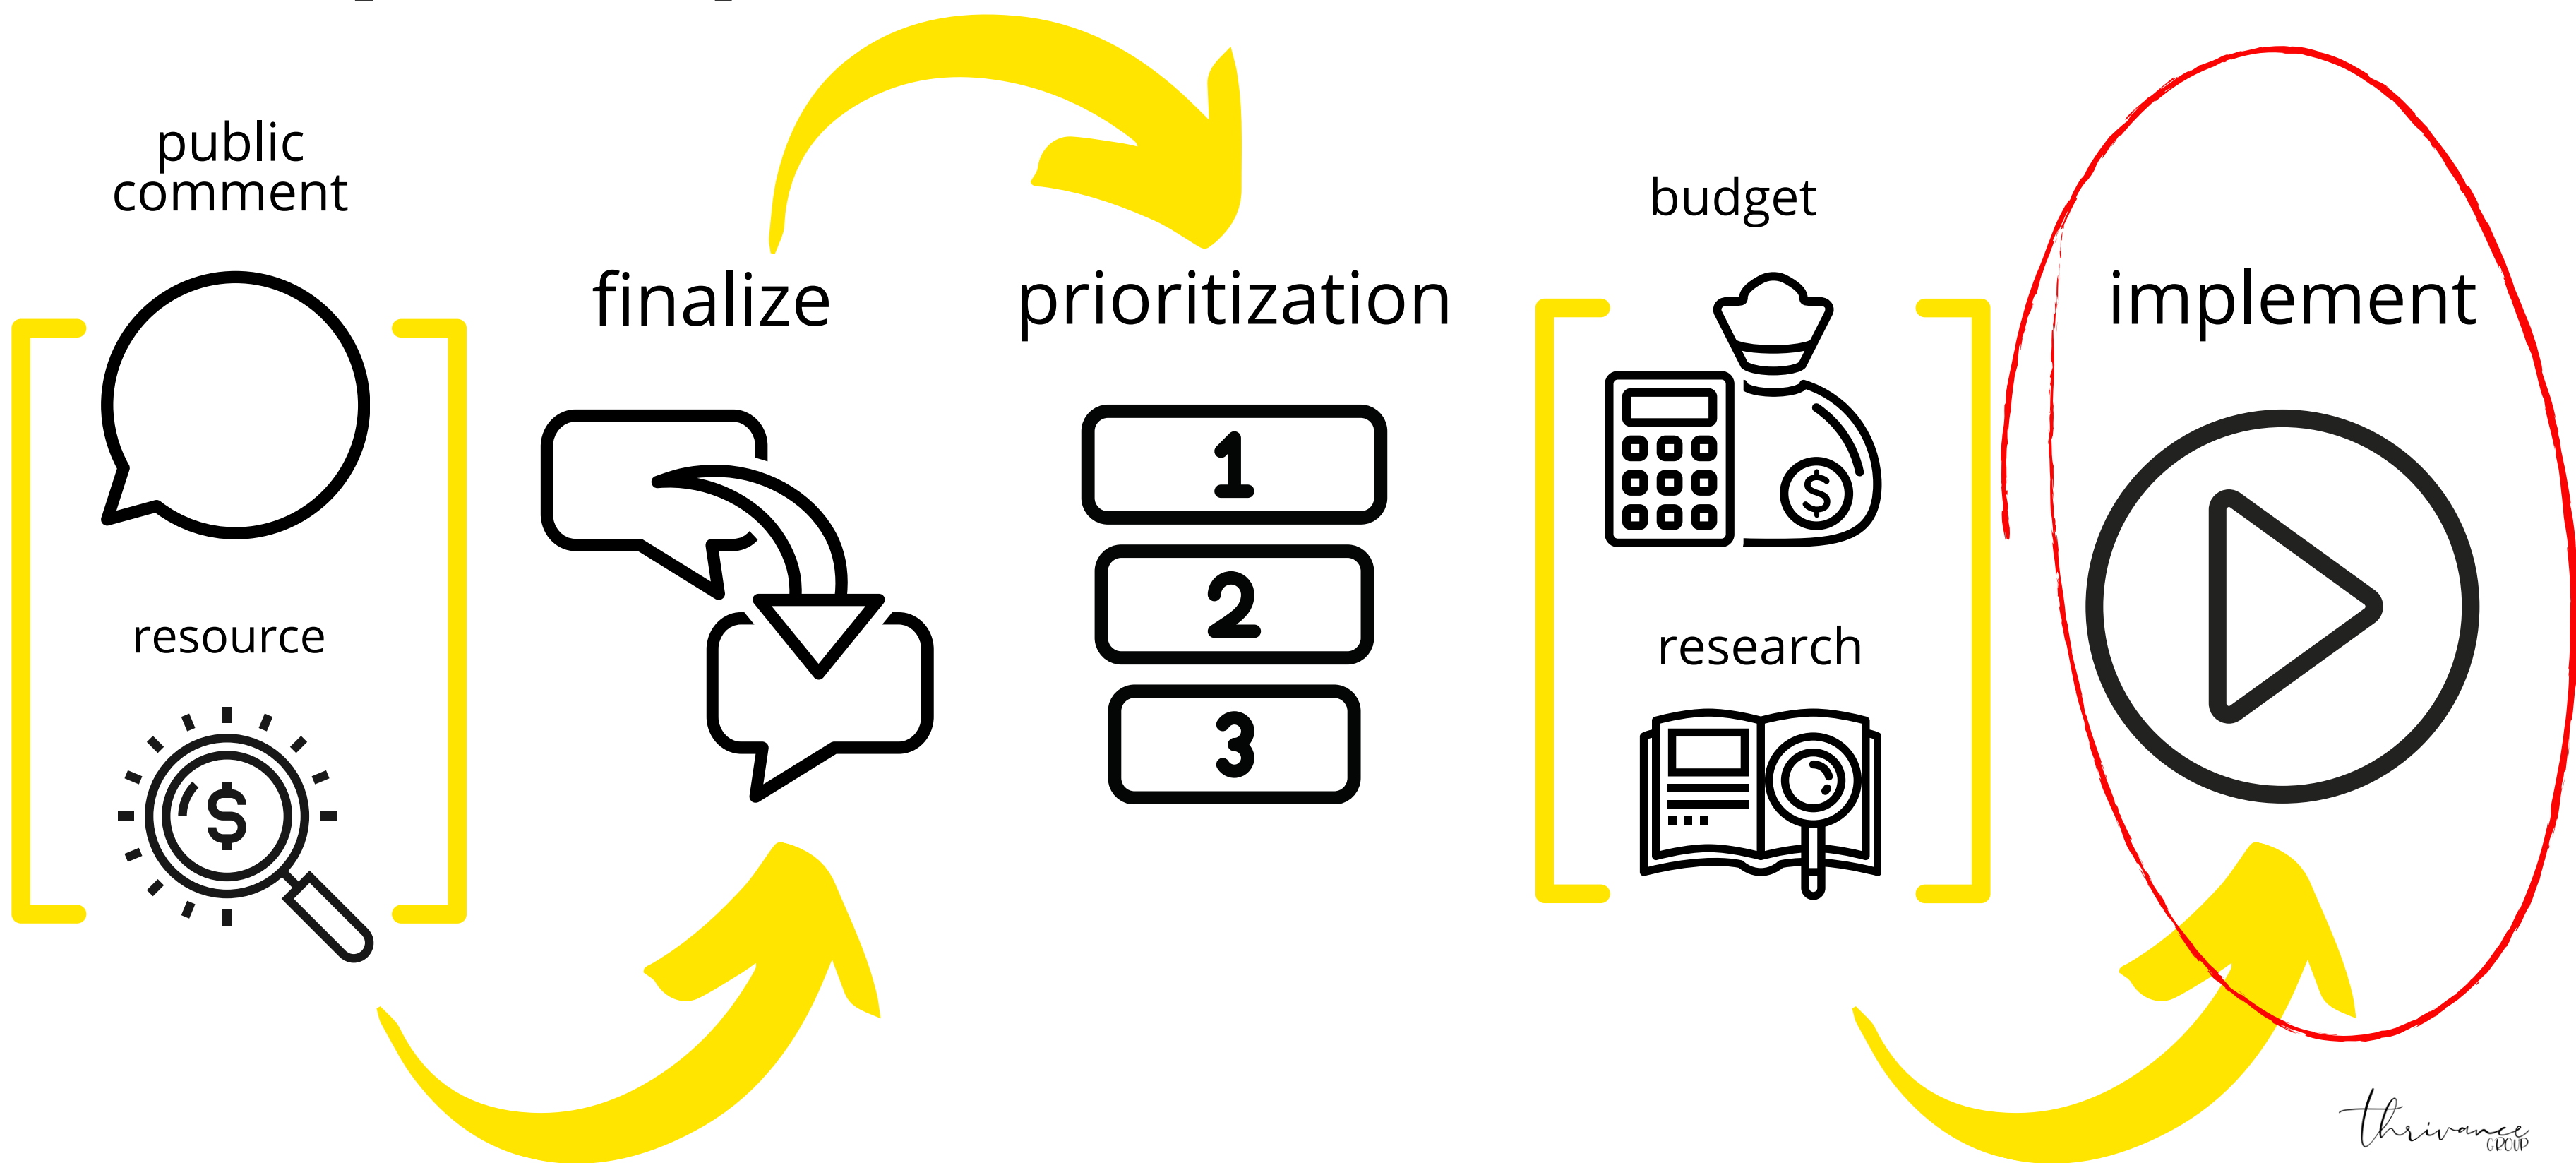 public
comment
resource
finalize
prioritization
1
2
3
budget
$
research
$
implement
thrivance
GROUP